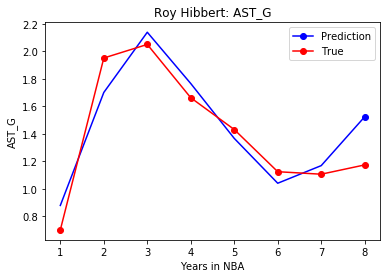 Roy Hibbert: AST_G
Prediction
True
AST_G
2.2
2.0
1.8
1.6
1.4
1.2
1.0
0.8
1 2 3 4 5 6 7 8
Years in NBA